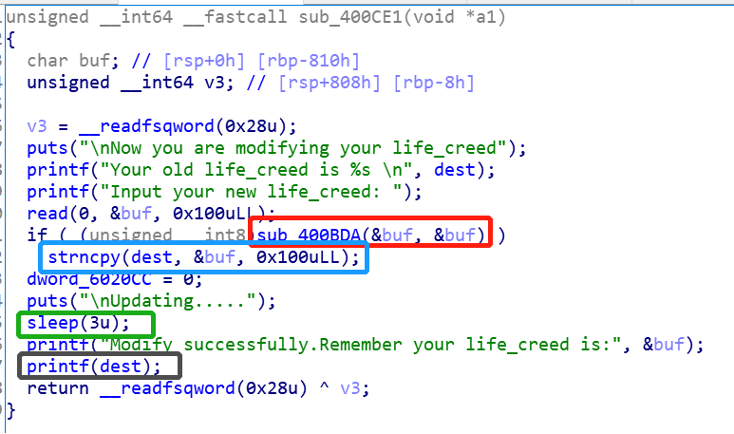 unsigned __int64 __fastcall sub_400CE1(void *a1)
{
char buf; // [rsp+0h] [rbp-810h]
unsigned __int64 v3; // [rsp+808h] [rbp-8h]
v3 = __readfsqword(0x28u);
puts("\nNow you are modifying your life_creed");
printf("Your old life_creed is %s \n", dest);
printf("Input your new life_creed: ");
read(0, &buf, 0x100uLL);
if ( (unsigned __int8 sub_400BDA(&buf, &buf) )
strncpy(dest, &buf, 0x100uLL);
dword_6020CC = 0;
puts("\nUpdating.....");
sleep(3u);
printf("Modify successfully.Remember your life_creed is:", &buf);
printf(dest);
return __readfsqword(0x28u) ^ v3;
}